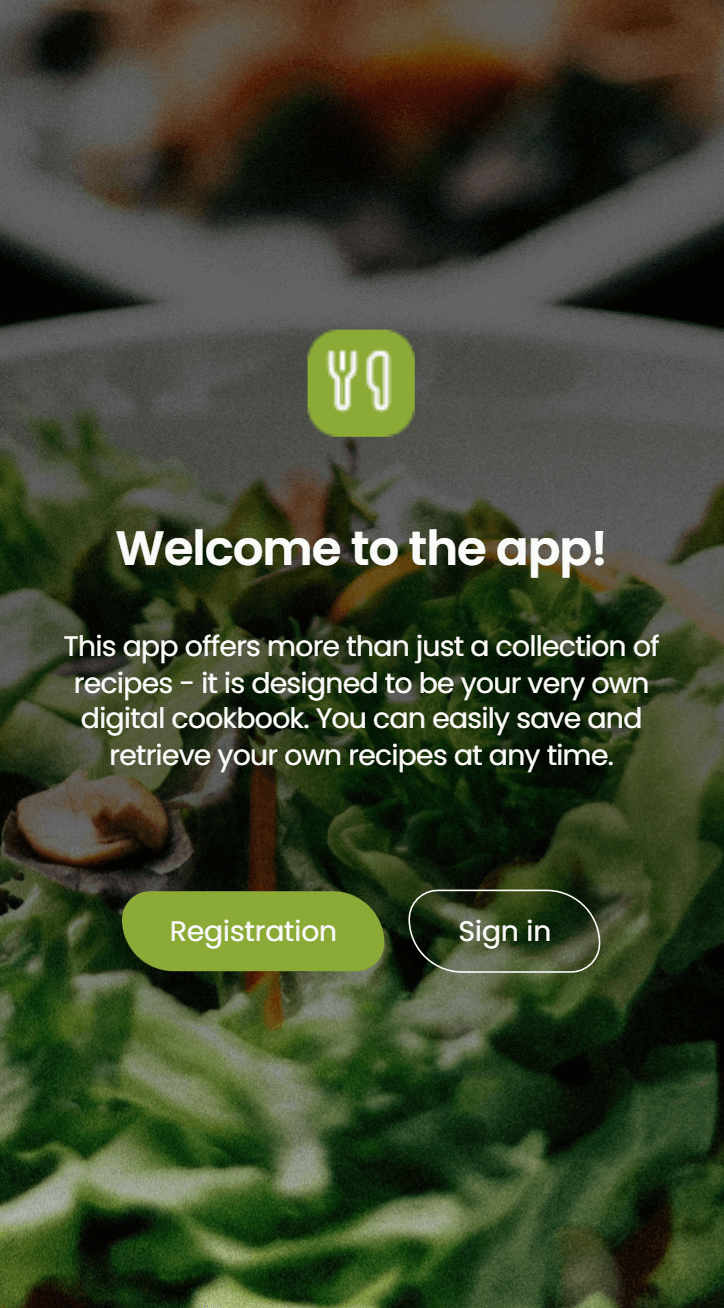 Welcome to the app!
This app offers more than just a collection of
recipes - it is designed to be your very own
digital cookbook. You can easily save and
retrieve your own recipes at any time.
Registration
Sign in